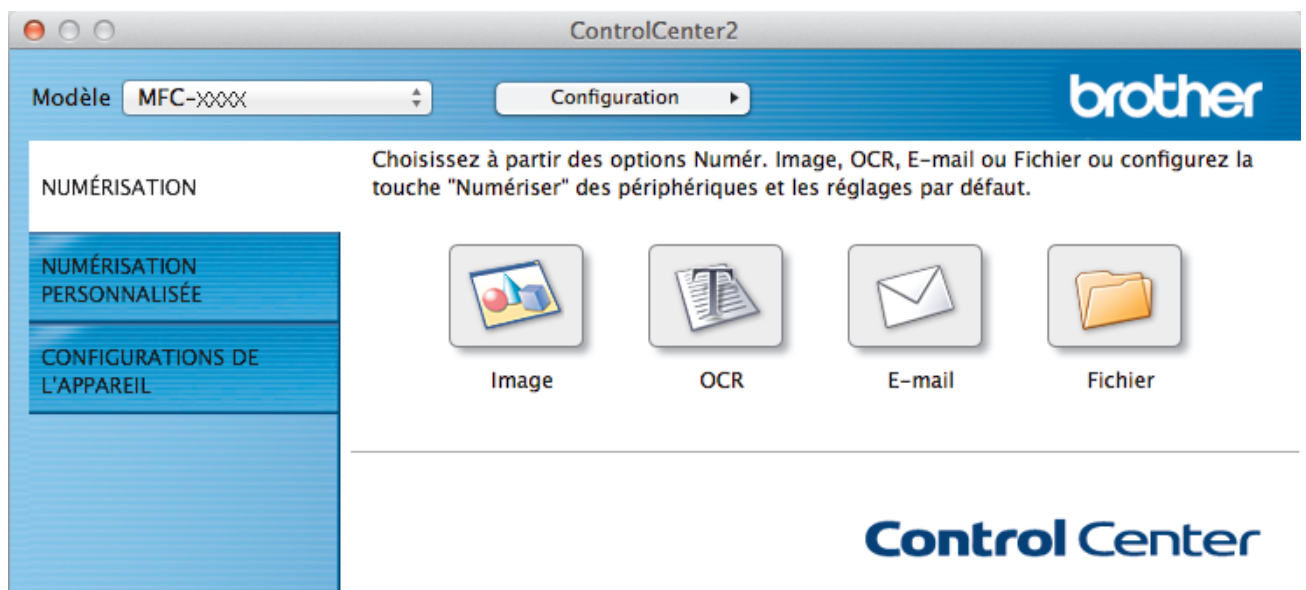 ControlCenter2
Modèle MFC-XXXX Configuration brother
NUMÉRISATION
NUMÉRISATION
PERSONNALISÉE
CONFIGURATIONS DE
L'APPAREIL
Choisissez à partir des options Numér. Image, OCR, E-mail ou Fichier ou configurez la
touche "Numériser" des périphériques et les réglages par défaut.
Image OCR E-mail Fichier
Control Center